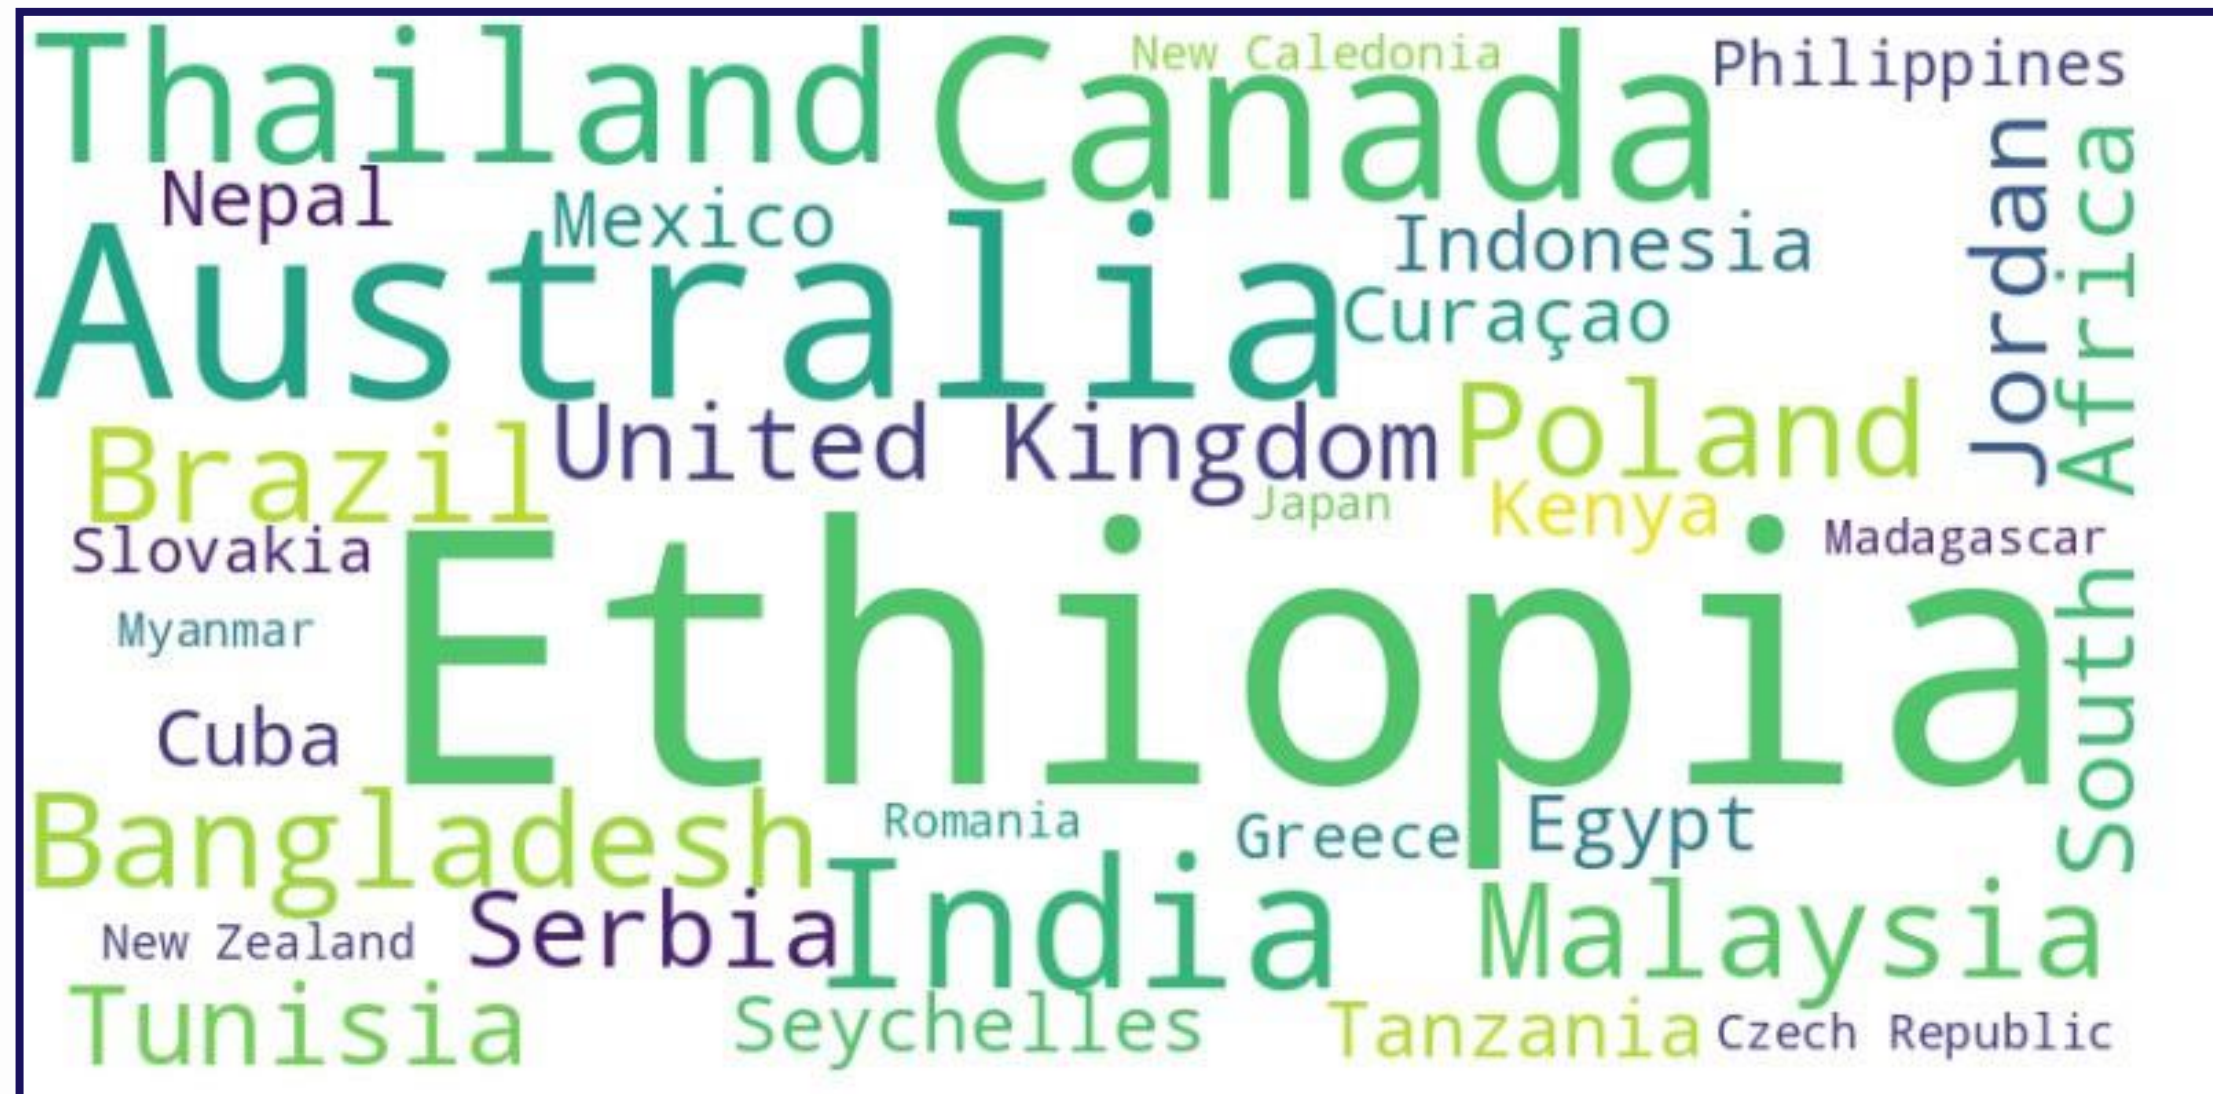 Thailand
Canada
New Caledonia
Philippines
Nepal
Mexico
Australia
Indonesia
Curaçao
Jordan
South Africa
Brazil
United Kingdom
Poland
Japan
Kenya
Slovakia
Ethiopia
Madagascar
Myanmar
Cuba
Bangladesh
Romania
Greece
Egypt
New Zealand
Serbia
India
Malaysia
Tunisia
Seychelles
Tanzania
Czech Republic